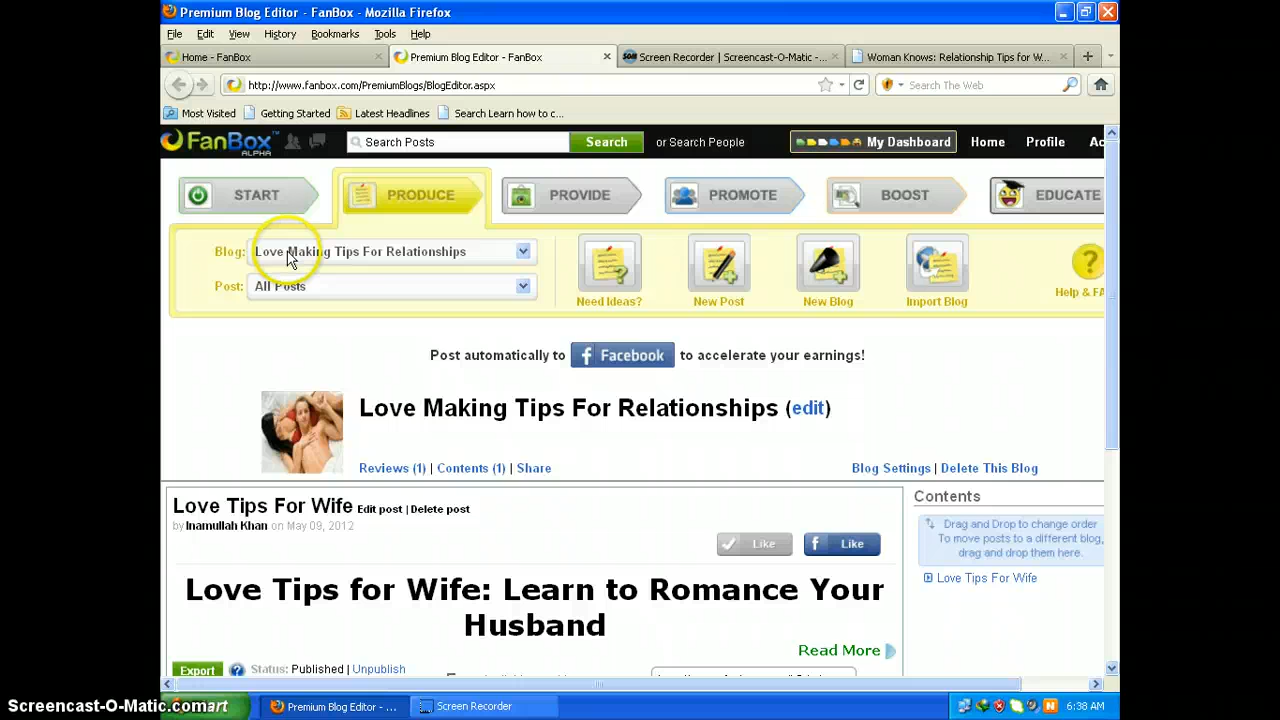 Premium Blog Editor - FanBox - Mozilla Firefox
File Edit View History Bookmarks Tools Help
Home - FanBox Premium Blog Editor - FanBox Screen Recorder | Screencast-O-Matic - ... Woman Knows: Relationship Tips for W...
http://www.fanbox.com/PremiumBlogs/BlogEditor.aspx Search The Web
Most Visited Getting Started Latest Headlines Search Learn how to c...
FanBox ALPHA Search Posts Search or Search People My Dashboard Home Profile Ac
START PRODUCE PROVIDE PROMOTE BOOST EDUCATE
Blog: Love Making Tips For Relationships
Post: All Posts
Need Ideas? New Post New Blog Import Blog Help & FA
Post automatically to Facebook to accelerate your earnings!
Love Making Tips For Relationships (edit)
Reviews (1) | Contents (1) | Share Blog Settings | Delete This Blog
Love Tips For Wife Edit post | Delete post
by Inamullah Khan on May 09, 2012
Like Like
Love Tips for Wife: Learn to Romance Your
Husband
Read More
Export Status: Published | Unpublish
Contents
Drag and Drop to change order
To move posts to a different blog,
drag and drop them here.
Love Tips For Wife
Screencast-O-Matic.com
Premium Blog Editor - ... Screen Recorder 6:38 AM